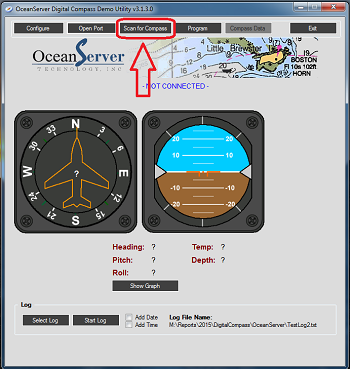 OceanServer Digital Compass Demo Utility v3.1.3.0
Configure Open Port Scan for Compass Program Compass Data Exit
OceanServer
TECHNOLOGY, INC
Little Brewster
BOSTON
Fl 10s 102ft
HORN
- NOT CONNECTED -
N 3 6 E 12 15 S 21 24 W 30 33
?
20 20
10 10
-10 -10
-20 -20
Heading: ? Temp: ?
Pitch: ? Depth: ?
Roll: ?
Show Graph
Log
Select Log Start Log Add Date Log File Name:
Add Time M:\Reports\2015\DigitalCompass\OceanServer\TestLog2.txt